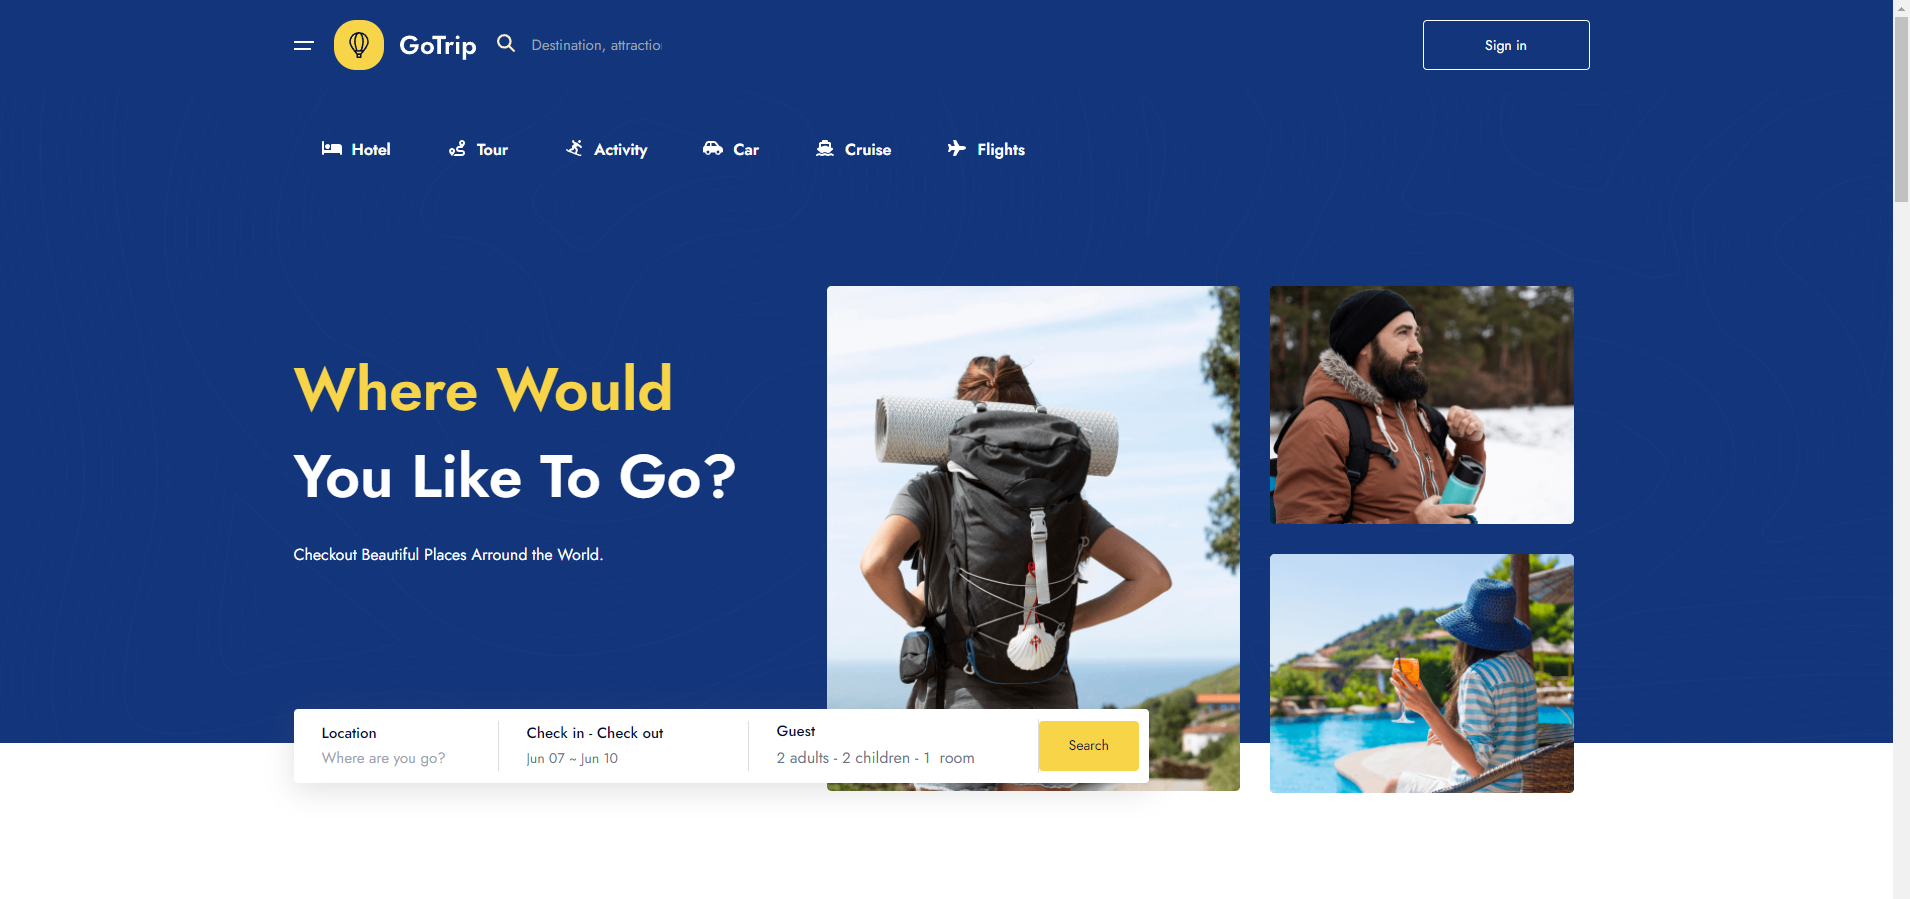 GoTrip
Destination, attractio
Sign in
Hotel
Tour
Activity
Car
Cruise
Flights
Where Would
You Like To Go?
Checkout Beautiful Places Arround the World.
Location
Where are you go?
Check in - Check out
Jun 07 ~ Jun 10
Guest
2 adults - 2 children - 1 room
Search